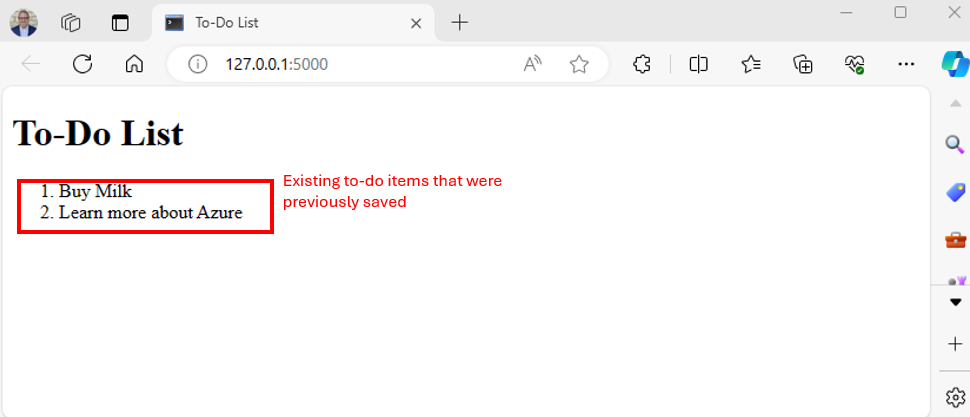 To-Do List
127.0.0.1:5000
To-Do List
1. Buy Milk
2. Learn more about Azure
Existing to-do items that were
previously saved